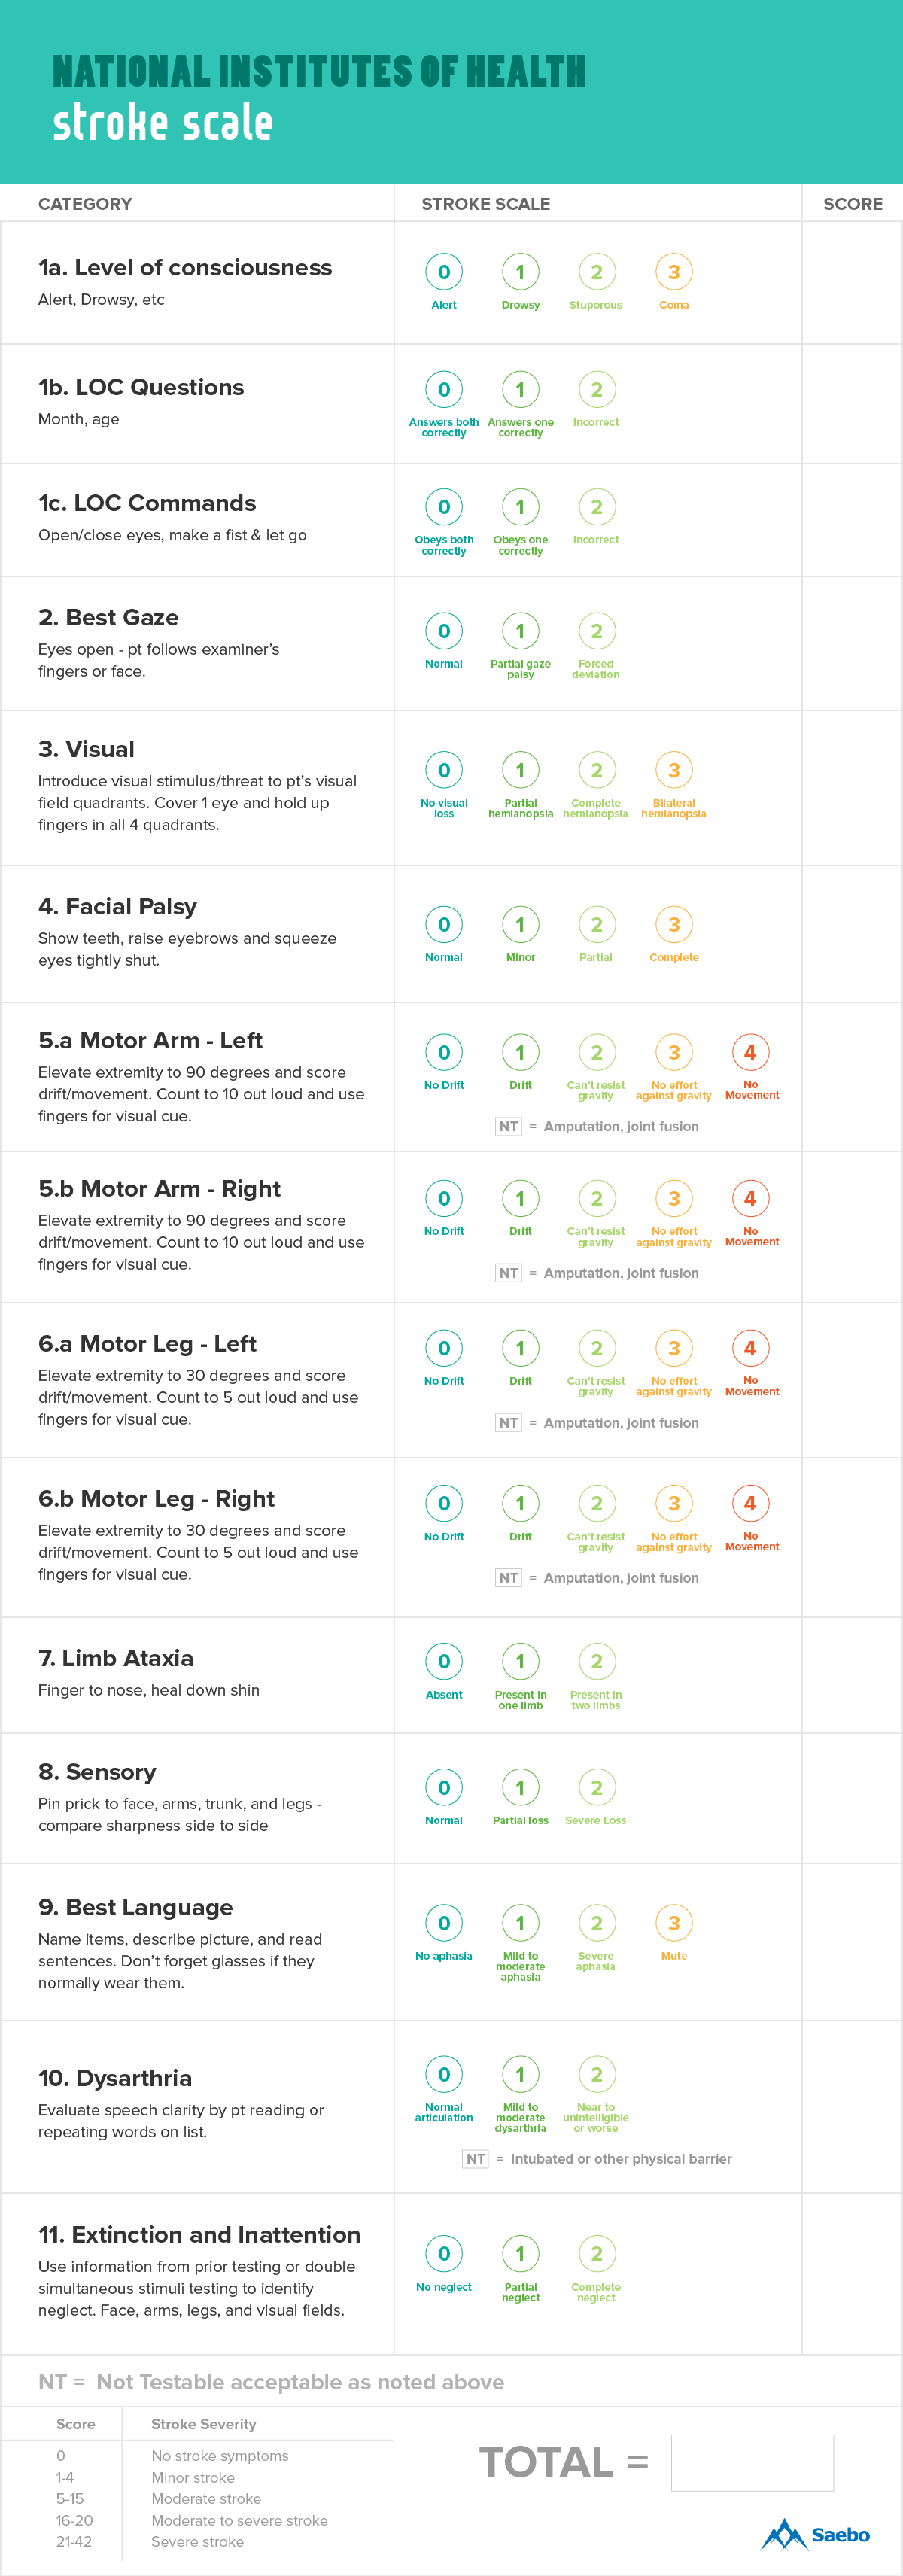 NATIONAL INSTITUTES OF HEALTH
stroke scale
CATEGORY STROKE SCALE SCORE
1a. Level of consciousness
Alert, Drowsy, etc
0 1 2 3
Alert Drowsy Stuporous Coma
1b. LOC Questions
Month, age
0 1 2
Answers both Answers one Incorrect
correctly correctly
1c. LOC Commands
Open/close eyes, make a fist & let go
0 1 2
Obeys both Obeys one Incorrect
correctly correctly
2. Best Gaze
Eyes open - pt follows examiner's
fingers or face.
0 1 2
Normal Partial gaze Forced
palsy deviation
3. Visual
Introduce visual stimulus/threat to pt's visual
field quadrants. Cover 1 eye and hold up
fingers in all 4 quadrants.
0 1 2 3
No visual Partial Complete Bilateral
loss hemianopsia hemianopsia hemianopsia
4. Facial Palsy
Show teeth, raise eyebrows and squeeze
eyes tightly shut.
0 1 2 3
Normal Minor Partial Complete
5.a Motor Arm - Left
Elevate extremity to 90 degrees and score
drift/movement. Count to 10 out loud and use
fingers for visual cue.
0 1 2 3 4
No Drift Drift Can't resist No effort No
gravity against gravity Movement
NT = Amputation, joint fusion
5.b Motor Arm - Right
Elevate extremity to 90 degrees and score
drift/movement. Count to 10 out loud and use
fingers for visual cue.
0 1 2 3 4
No Drift Drift Can't resist No effort No
gravity against gravity Movement
NT = Amputation, joint fusion
6.a Motor Leg - Left
Elevate extremity to 30 degrees and score
drift/movement. Count to 5 out loud and use
fingers for visual cue.
0 1 2 3 4
No Drift Drift Can't resist No effort No
gravity against gravity Movement
NT = Amputation, joint fusion
6.b Motor Leg - Right
Elevate extremity to 30 degrees and score
drift/movement. Count to 5 out loud and use
fingers for visual cue.
0 1 2 3 4
No Drift Drift Can't resist No effort No
gravity against gravity Movement
NT = Amputation, joint fusion
7. Limb Ataxia
Finger to nose, heal down shin
0 1 2
Absent Present in Present in
one limb two limbs
8. Sensory
Pin prick to face, arms, trunk, and legs -
compare sharpness side to side
0 1 2
Normal Partial loss Severe Loss
9. Best Language
Name items, describe picture, and read
sentences. Don't forget glasses if they
normally wear them.
0 1 2 3
No aphasia Mild to Severe Mute
moderate aphasia
aphasia
10. Dysarthria
Evaluate speech clarity by pt reading or
repeating words on list.
0 1 2
Normal Mild to Near to
articulation moderate unintelligible
dysarthria or worse
NT = Intubated or other physical barrier
11. Extinction and Inattention
Use information from prior testing or double
simultaneous stimuli testing to identify
neglect. Face, arms, legs, and visual fields.
0 1 2
No neglect Partial Complete
neglect neglect
NT = Not Testable acceptable as noted above
Score Stroke Severity
0 No stroke symptoms
1-4 Minor stroke
5-15 Moderate stroke
16-20 Moderate to severe stroke
21-42 Severe stroke
TOTAL =
Saebo